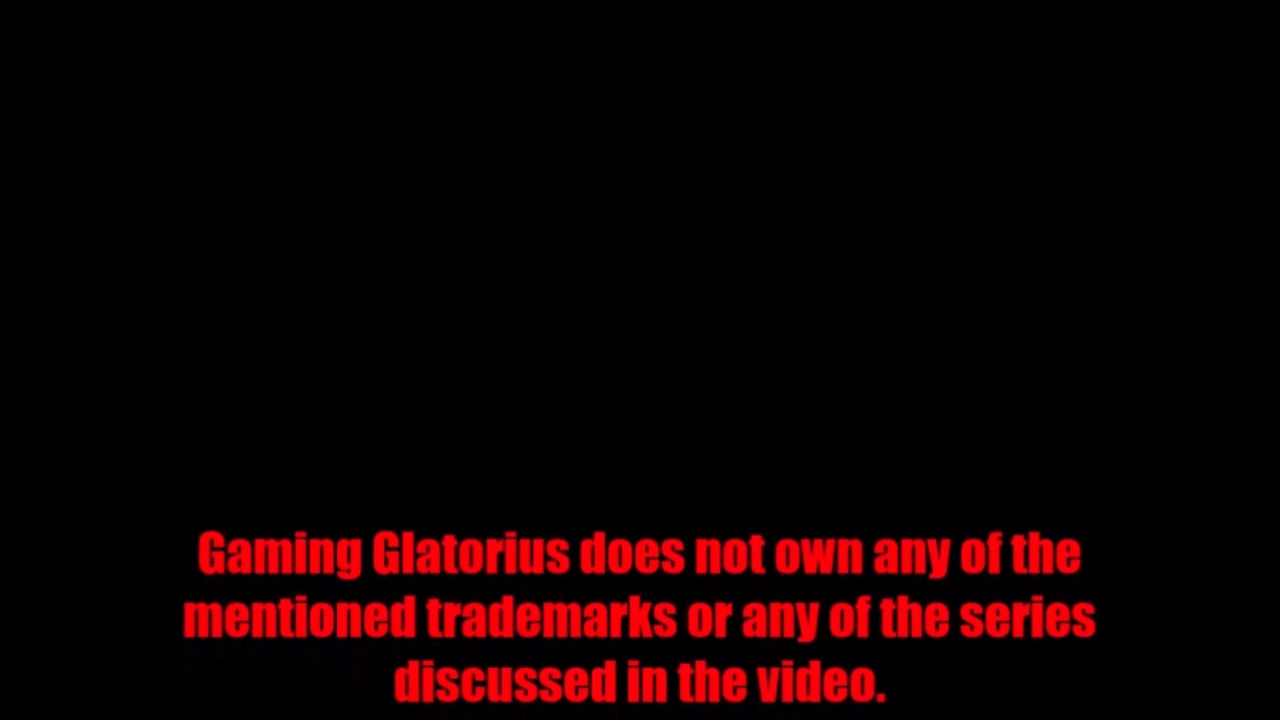 Gaming Glatorius does not own any of the
mentioned trademarks or any of the series
discussed in the video.